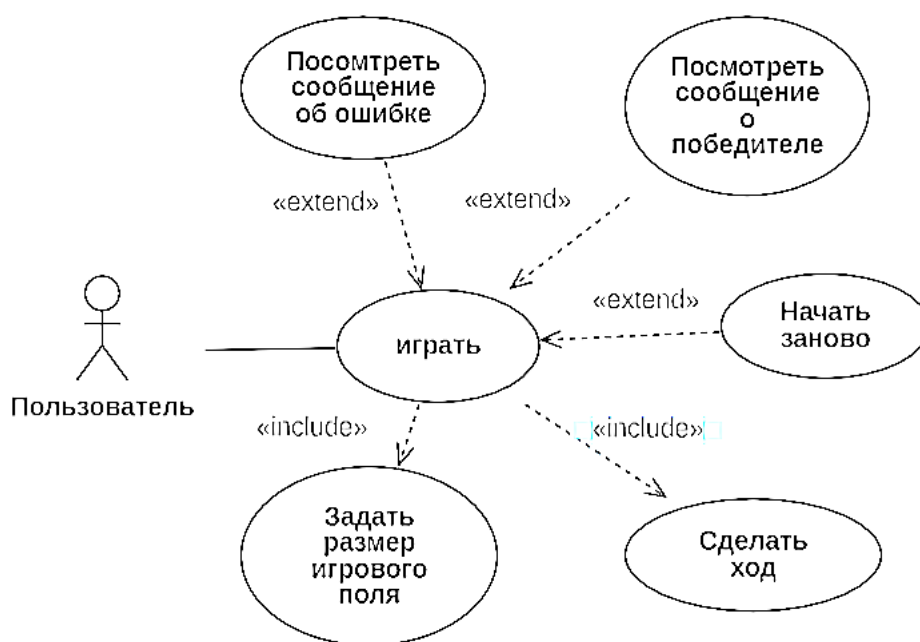 Посомтреть
сообщение
об ошибке
Посмотреть
сообщение
о
победителе
«extend»
«extend»
«extend»
Начать
заново
играть
Пользователь
«include»
«include»
Задать
размер
игрового
поля
Сделать
ход